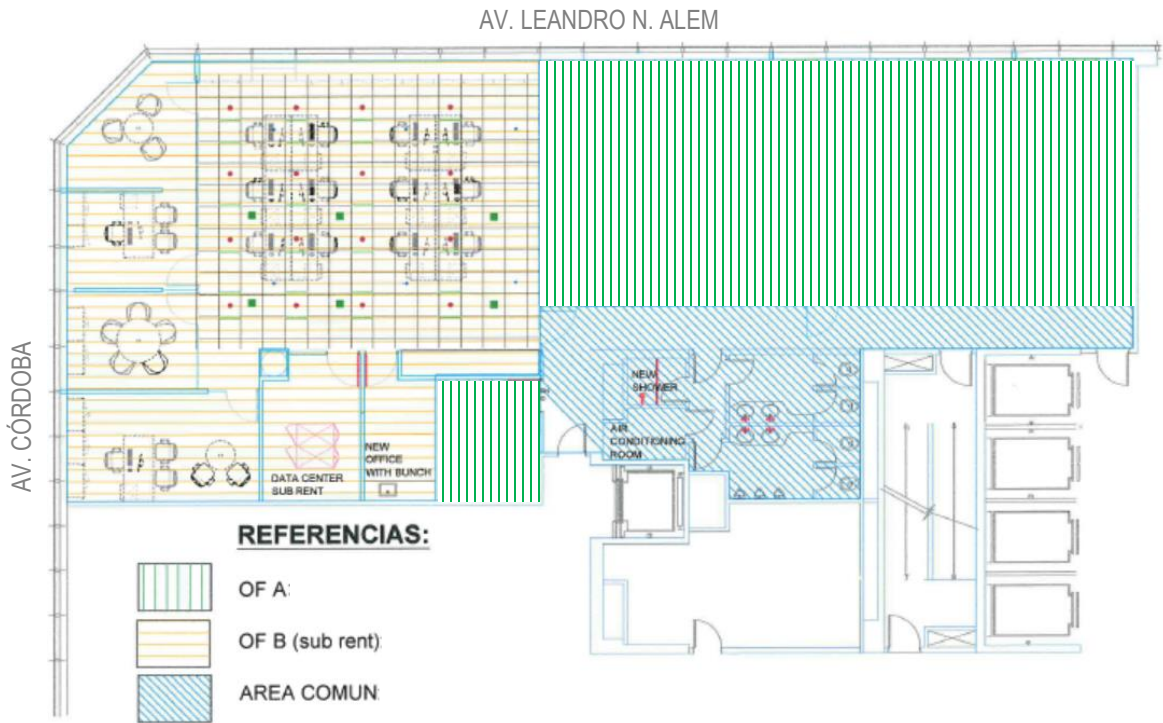 AV. LEANDRO N. ALEM
AV. CÓRDOBA
NEW
SHOWER
AIR
CONDITIONING
ROOM
NEW
OFFICE
WITH BUNCH
DATA CENTER
SUB RENT
REFERENCIAS:
OF A:
OF B (sub rent):
AREA COMUN: